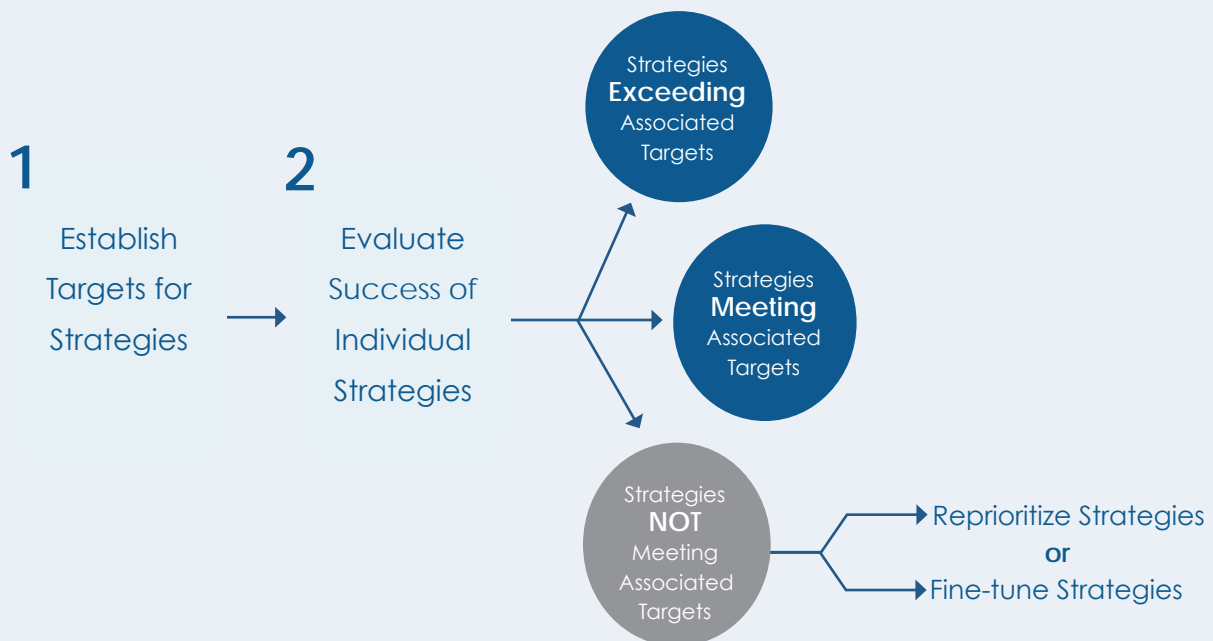 1
Establish
Targets for
Strategies
2
Evaluate
Success of
Individual
Strategies
Strategies
Exceeding
Associated
Targets
Strategies
Meeting
Associated
Targets
Strategies
NOT
Meeting
Associated
Targets
Reprioritize Strategies
or
Fine-tune Strategies